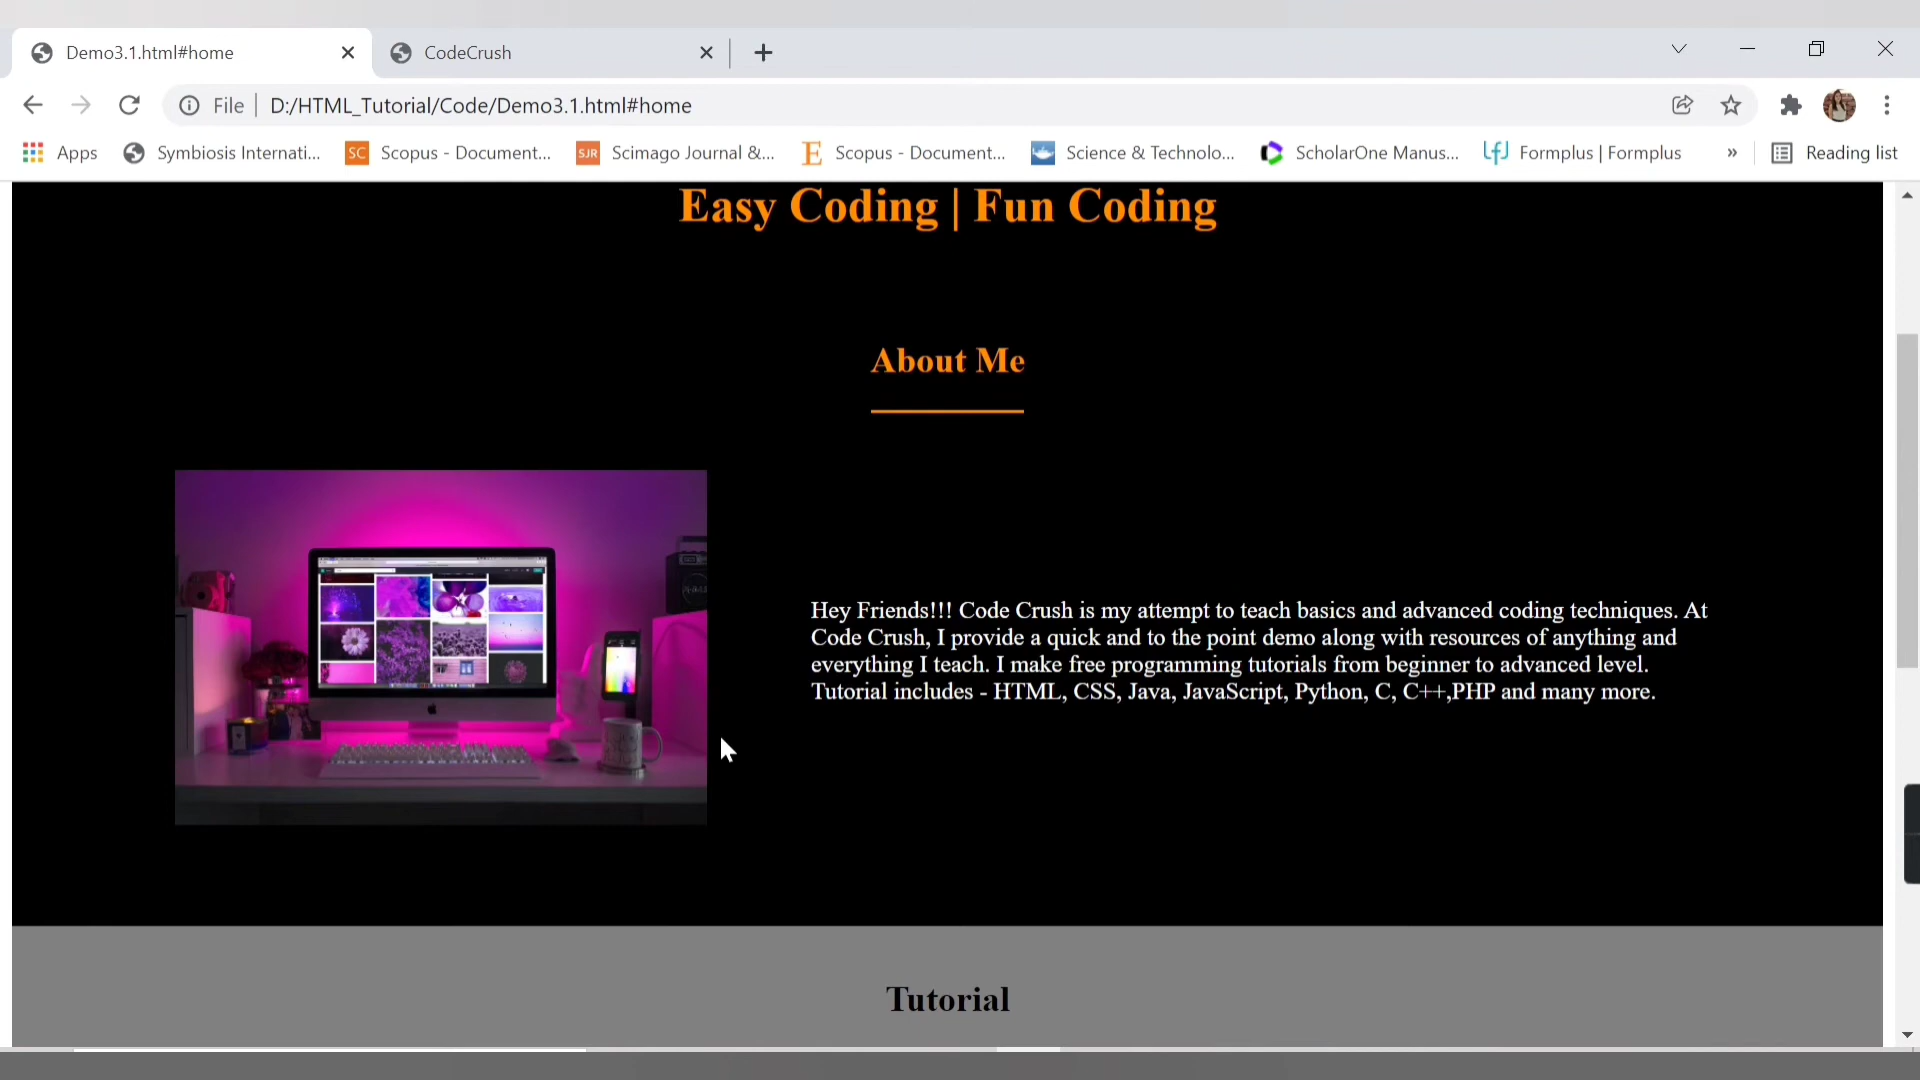 Demo3.1.html#home
CodeCrush
File
D:/HTML_Tutorial/Code/Demo3.1.html#home
Apps
Symbiosis Internati...
SC
Scopus - Document...
SJR
Scimago Journal &...
E
Scopus - Document...
Science & Technolo...
ScholarOne Manus...
Formplus | Formplus
»
Reading list
Easy Coding | Fun Coding
About Me
Hey Friends!!! Code Crush is my attempt to teach basics and advanced coding techniques. At
Code Crush, I provide a quick and to the point demo along with resources of anything and
everything I teach. I make free programming tutorials from beginner to advanced level.
Tutorial includes - HTML, CSS, Java, JavaScript, Python, C, C++,PHP and many more.
Tutorial